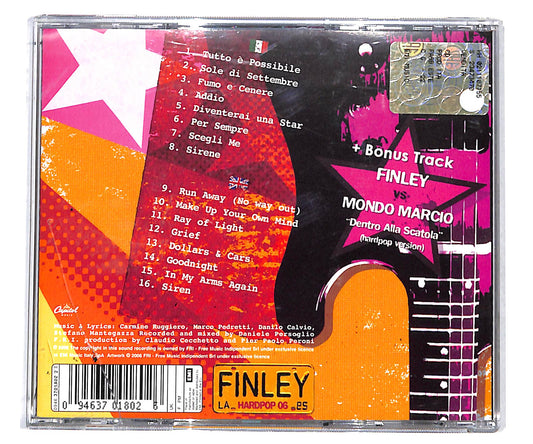 1. Tutto è Possibile
2. Sole di Settembre
3. Fumo e Cenere
4. Addio
5. Diventerai una Star
6. Per Sempre
7. Scegli Me
8. Sirene
9. Run Away (No way out)
10. Make Up Your Own Mind
11. Ray of Light
12. Grief
13. Dollars & Cars
14. Goodnight
15. In My Arms Again
16. Siren
+ Bonus Track
FINLEY
vs
MONDO MARCIO
"Dentro Alla Scatola"
(hardpop version)
Capitol
Music & Lyrics: Carmine Ruggiero, Marco Pedretti, Danilo Calvio,
Stefano Mantegazza Recorded and mixed by Daniele Persoglio
F.R.I. production by Claudio Cecchetto and Pier Paolo Peroni
EMI
0 94637 01802 6
FINLEY
LA_ HARDPOP 06